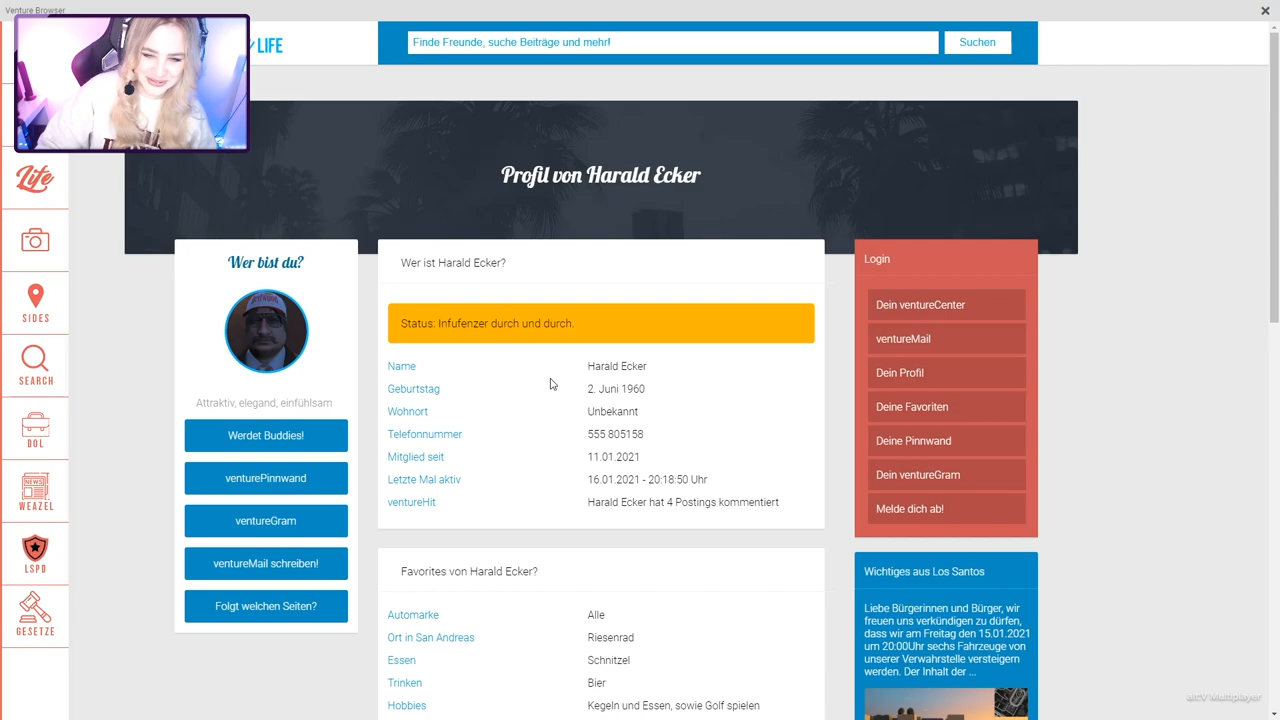 Venture Browser
LIFE
Finde Freunde, suche Beiträge und mehr!
Suchen
Profil von Harald Ecker
Life
SIDES
SEARCH
DOL
NEWS
WEAZEL
LSPD
GESETZE
Wer bist du?
Attraktiv, elegand, einfühlsam
Werdet Buddies!
venturePinnwand
ventureGram
ventureMail schreiben!
Folgt welchen Seiten?
Wer ist Harald Ecker?
Status: Infufenzer durch und durch.
Name Harald Ecker
Geburtstag 2. Juni 1960
Wohnort Unbekannt
Telefonnummer 555 805158
Mitglied seit 11.01.2021
Letzte Mal aktiv 16.01.2021 - 20:18:50 Uhr
ventureHit Harald Ecker hat 4 Postings kommentiert
Favorites von Harald Ecker?
Automarke Alle
Ort in San Andreas Riesenrad
Essen Schnitzel
Trinken Bier
Hobbies Kegeln und Essen, sowie Golf spielen
Login
Dein ventureCenter
ventureMail
Dein Profil
Deine Favoriten
Deine Pinnwand
Dein ventureGram
Melde dich ab!
Wichtiges aus Los Santos
Liebe Bürgerinnen und Bürger, wir
freuen uns verkündigen zu dürfen,
dass wir am Freitag den 15.01.2021
um 20:00Uhr sechs Fahrzeuge von
unserer Verwahrstelle versteigern
werden. Der Inhalt der ...
alt:V Multiplayer